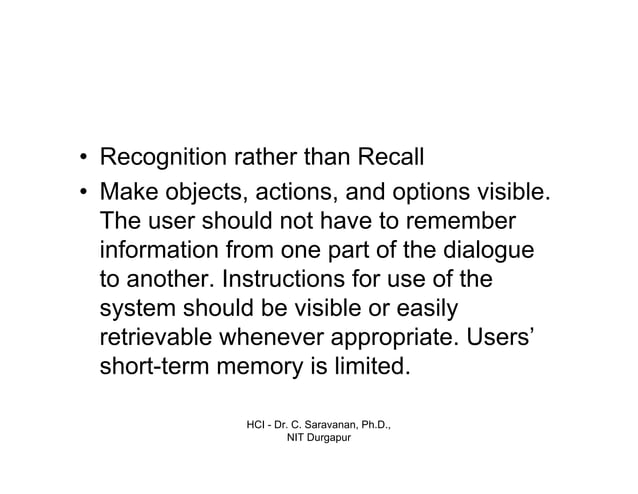 • Recognition rather than Recall
• Make objects, actions, and options visible.
The user should not have to remember
information from one part of the dialogue
to another. Instructions for use of the
system should be visible or easily
retrievable whenever appropriate. Users’
short-term memory is limited.
HCI - Dr. C. Saravanan, Ph.D.,
NIT Durgapur